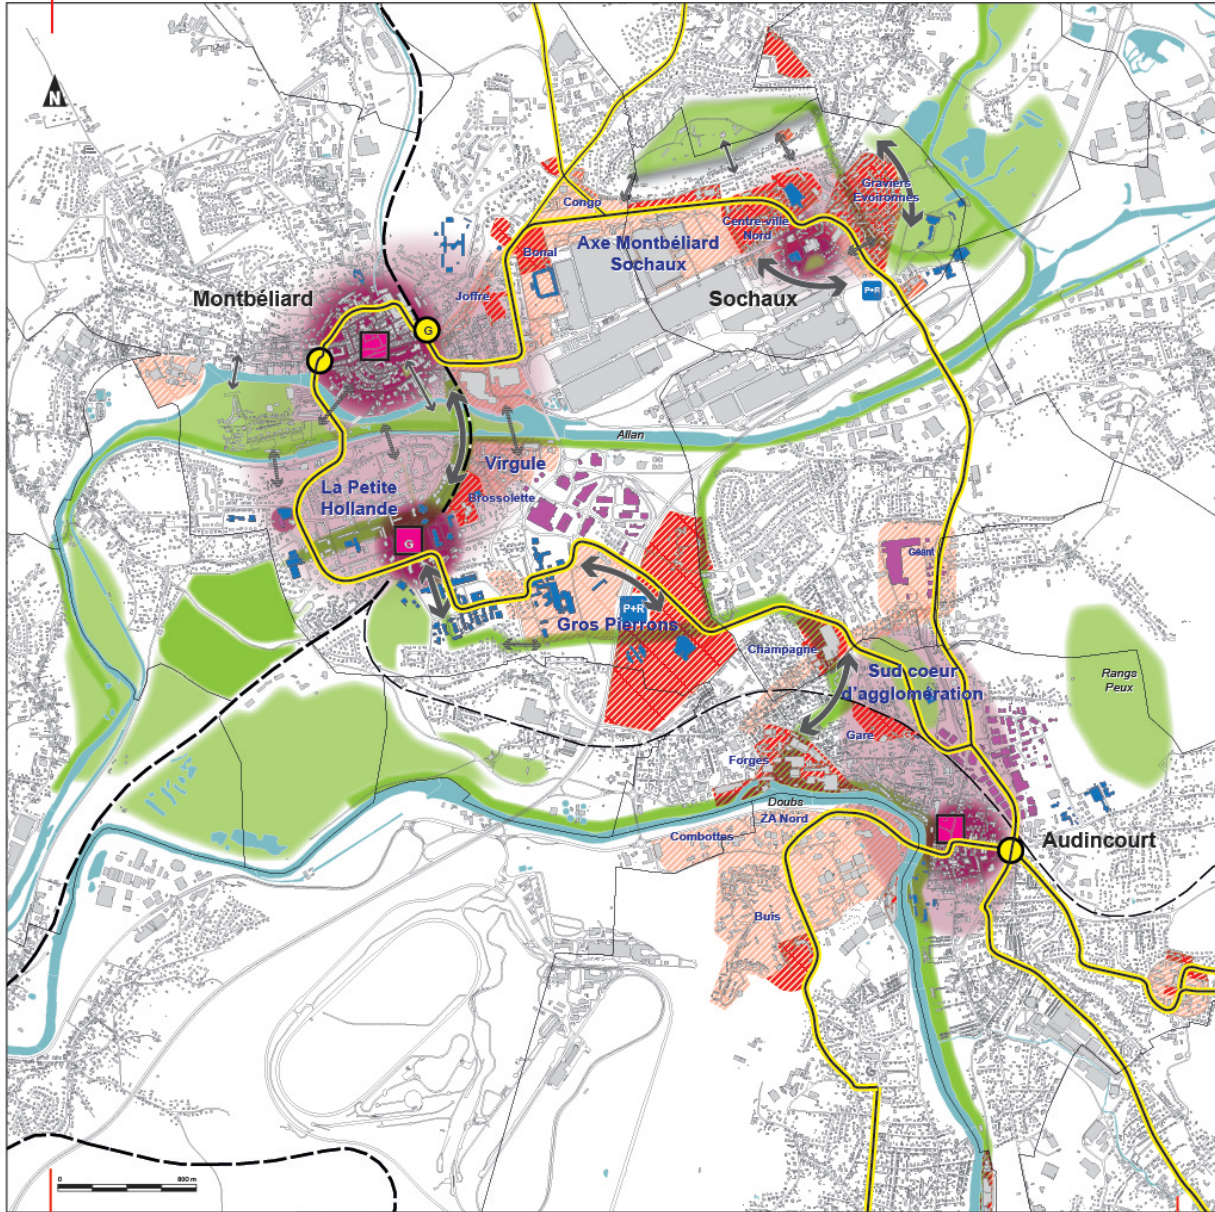 N
Graviers
Evoironnes
Congo
Centre-ville
Nord
Axe Montbéliard
Sochaux
Bonal
P+R
Sochaux
Montbéliard
Joffre
G
Allan
Virgule
La Petite
Hollande
Brossolette
G
Géant
P+R
Gros Pierrons
Champagne
Sud coeur
d'agglomération
Rangs
Peux
Gare
Forges
Doubs
ZA Nord
Combottes
Audincourt
Buis
0
800 m